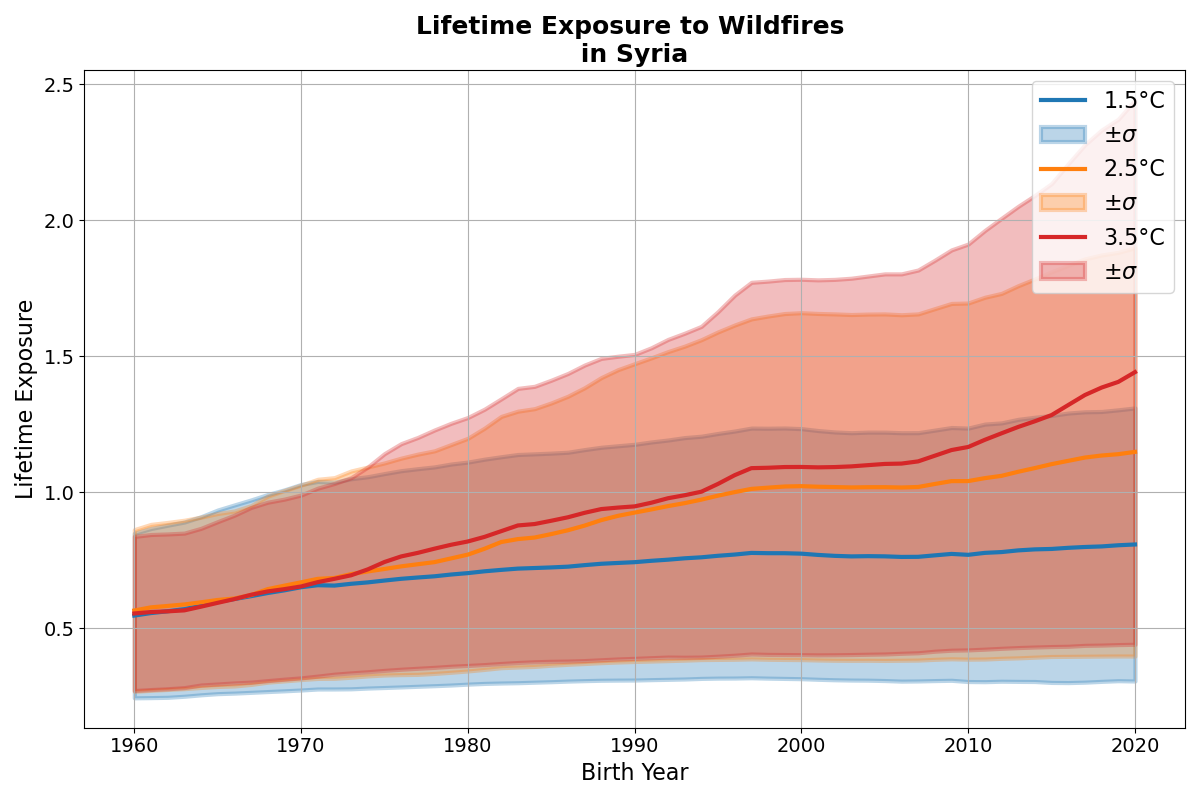 Lifetime Exposure to Wildfires
in Syria
Lifetime Exposure
2.5
2.0
1.5
1.0
0.5
1.5°C
±σ
2.5°C
±σ
3.5°C
±σ
1960
1970
1980
1990
2000
2010
2020
Birth Year